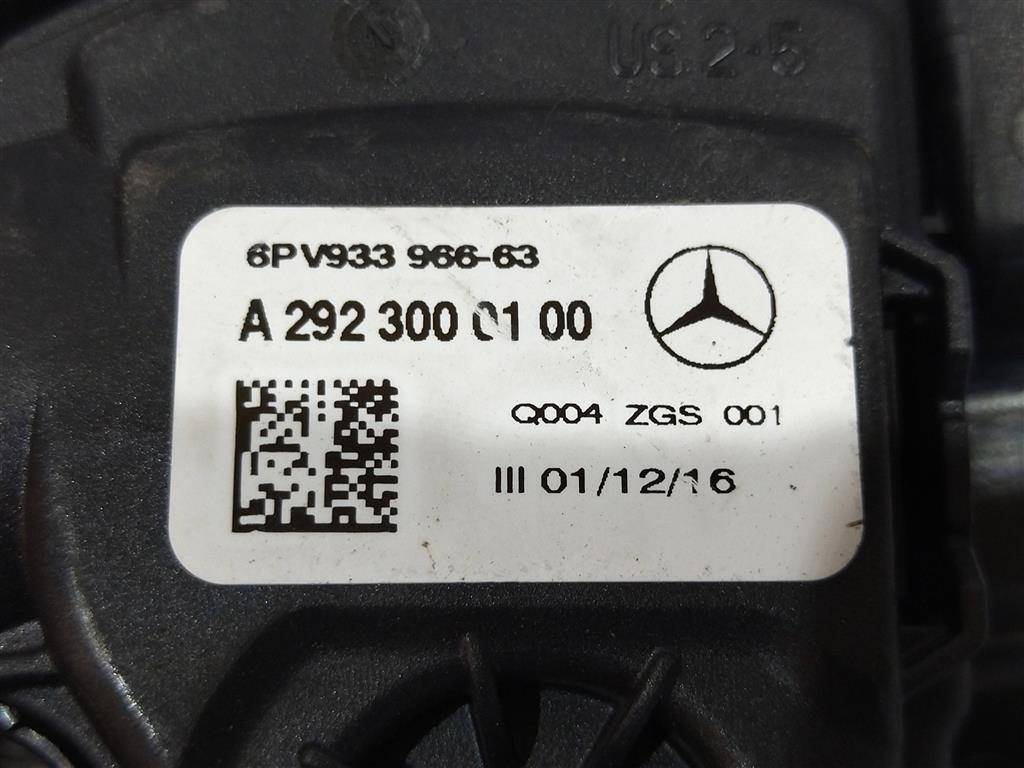 US 2-5
6PV933 966-63
A 292 300 01 00
Q004 ZGS 001
III 01/12/16